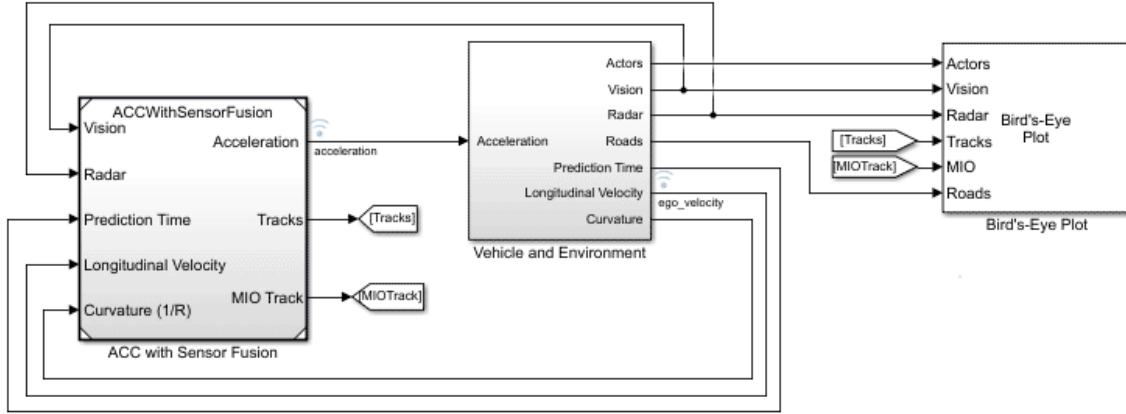 ACCWithSensorFusion
Vision
Acceleration
acceleration
Radar
Prediction Time
Tracks
[Tracks]
Longitudinal Velocity
MIO Track
[MIOTrack]
Curvature (1/R)
ACC with Sensor Fusion
Actors
Vision
Radar
Acceleration
Roads
Prediction Time
Longitudinal Velocity
ego_velocity
Curvature
Vehicle and Environment
[Tracks]
[MIOTrack]
Actors
Vision
Radar
Bird's-Eye
Plot
Tracks
MIO
Roads
Bird's-Eye Plot